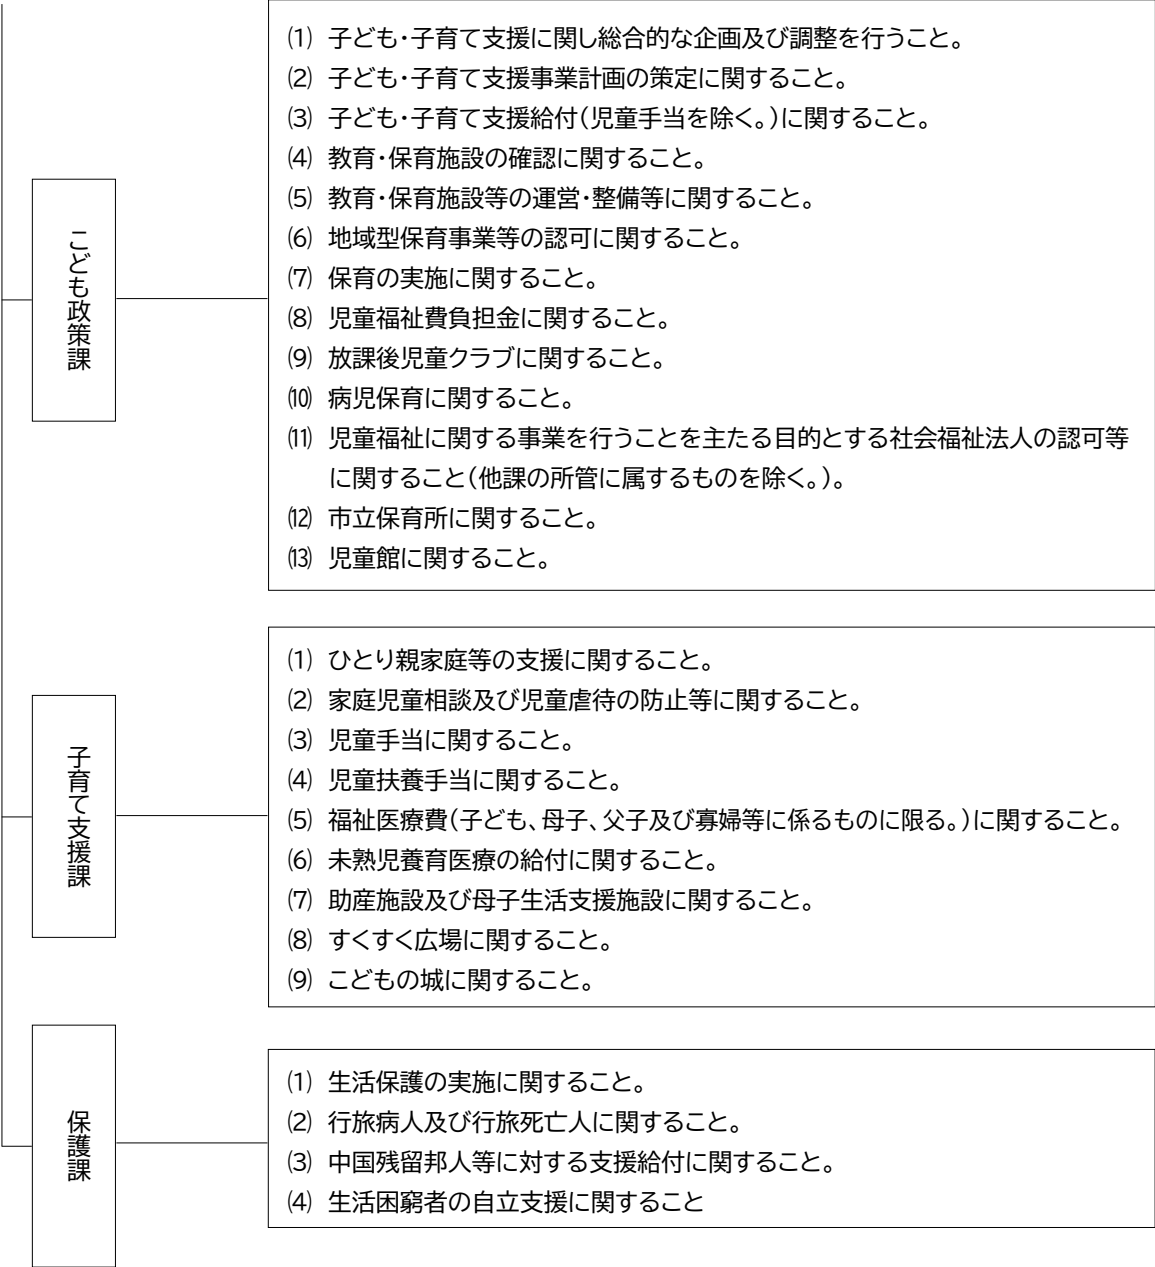 こども政策課
⑴ 子ども・子育て支援に関し総合的な企画及び調整を行うこと。
⑵ 子ども・子育て支援事業計画の策定に関すること。
⑶ 子ども・子育て支援給付(児童手当を除く。)に関すること。
⑷ 教育・保育施設の確認に関すること。
⑸ 教育・保育施設等の運営・整備等に関すること。
⑹ 地域型保育事業等の認可に関すること。
⑺ 保育の実施に関すること。
⑻ 児童福祉費負担金に関すること。
⑼ 放課後児童クラブに関すること。
⑽ 病児保育に関すること。
⑾ 児童福祉に関する事業を行うことを主たる目的とする社会福祉法人の認可等
に関すること(他課の所管に属するものを除く。)。
⑿ 市立保育所に関すること。
⒀ 児童館に関すること。
子育て支援課
⑴ ひとり親家庭等の支援に関すること。
⑵ 家庭児童相談及び児童虐待の防止等に関すること。
⑶ 児童手当に関すること。
⑷ 児童扶養手当に関すること。
⑸ 福祉医療費(子ども、母子、父子及び寡婦等に係るものに限る。)に関すること。
⑹ 未熟児養育医療の給付に関すること。
⑺ 助産施設及び母子生活支援施設に関すること。
⑻ すくすく広場に関すること。
⑼ こどもの城に関すること。
保護課
⑴ 生活保護の実施に関すること。
⑵ 行旅病人及び行旅死亡人に関すること。
⑶ 中国残留邦人等に対する支援給付に関すること。
⑷ 生活困窮者の自立支援に関すること